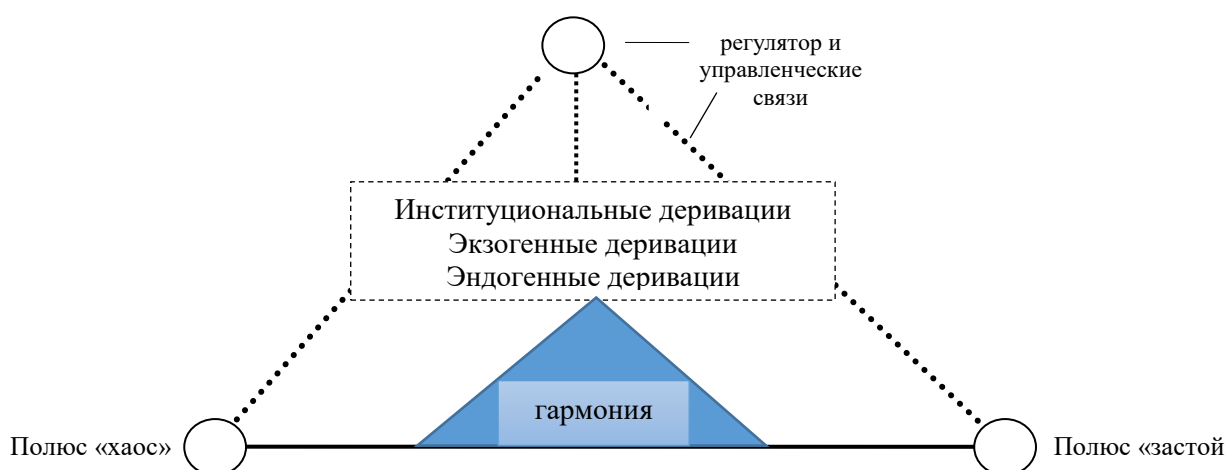 регулятор и
управленческие
связи
Институциональные деривации
Экзогенные деривации
Эндогенные деривации
гармония
Полюс «хаос»
Полюс «застой